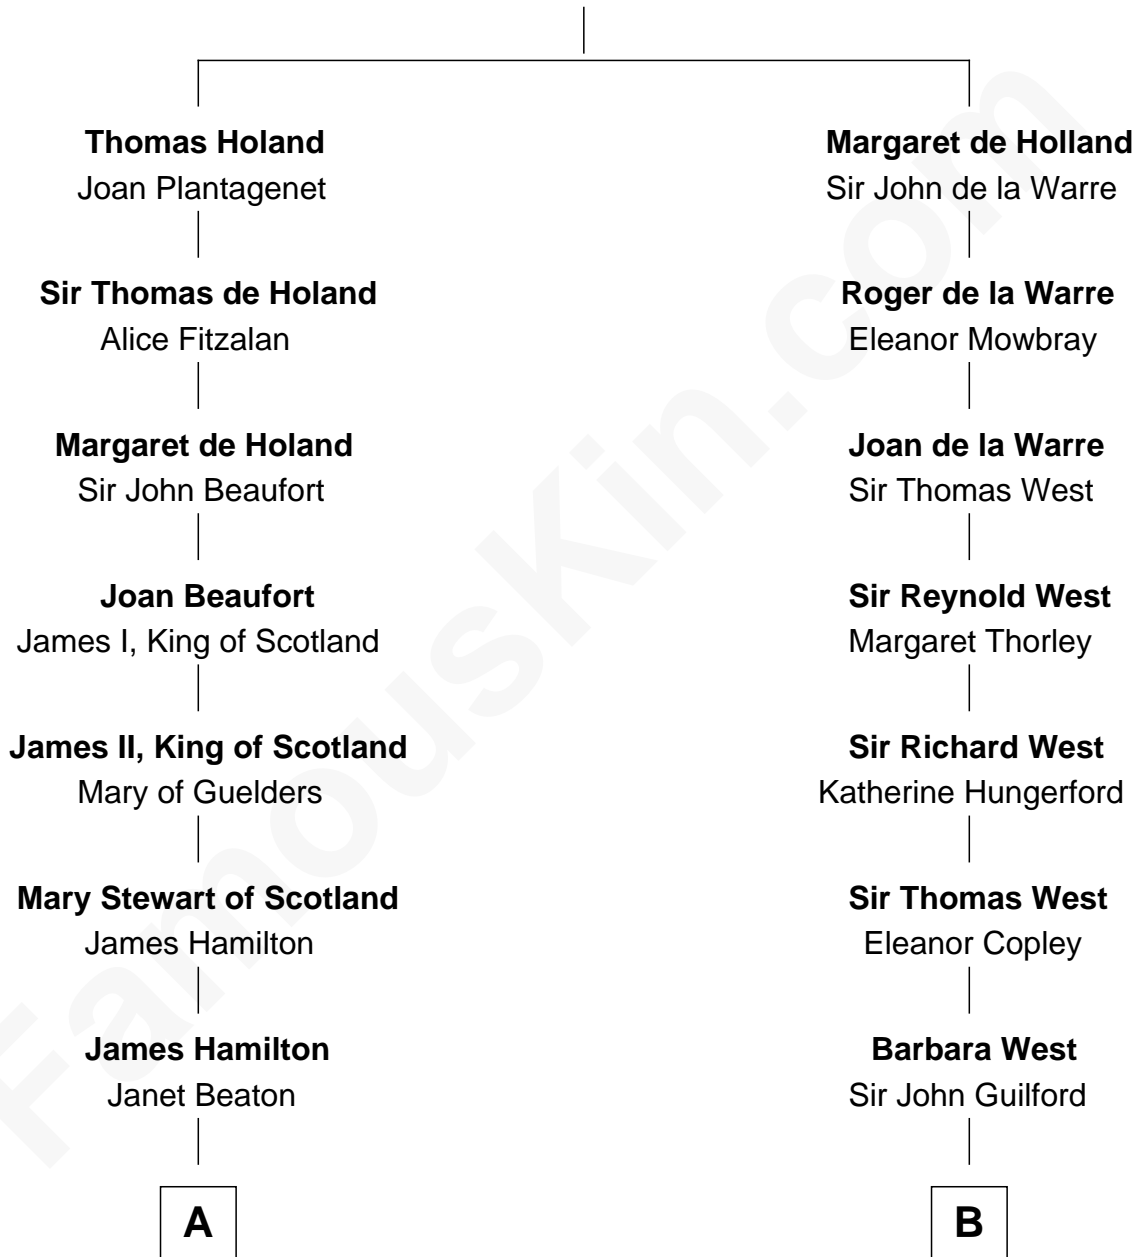 Thomas Holand
Joan Plantagenet
Sir Thomas de Holand
Alice Fitzalan
Margaret de Holand
Sir John Beaufort
Joan Beaufort
James I, King of Scotland
James II, King of Scotland
Mary of Guelders
Mary Stewart of Scotland
James Hamilton
James Hamilton
Janet Beaton
A
Margaret de Holland
Sir John de la Warre
Roger de la Warre
Eleanor Mowbray
Joan de la Warre
Sir Thomas West
Sir Reynold West
Margaret Thorley
Sir Richard West
Katherine Hungerford
Sir Thomas West
Eleanor Copley
Barbara West
Sir John Guilford
B
FamousKin.com